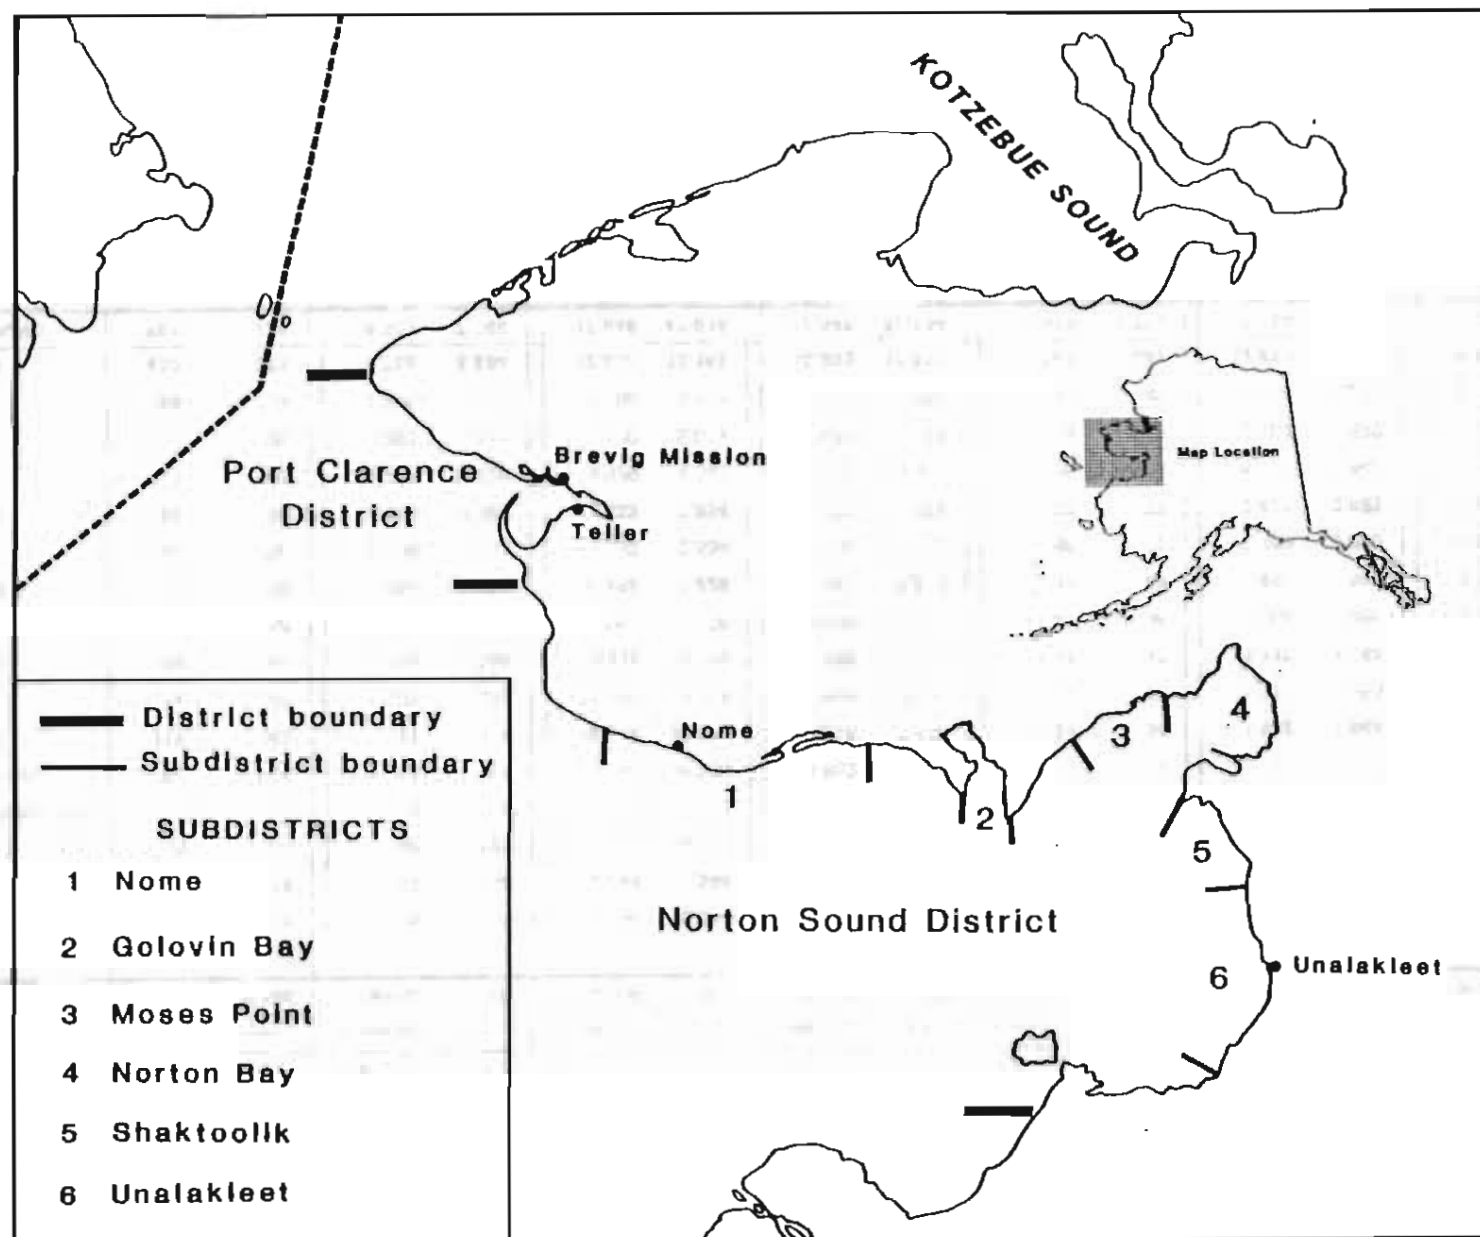 KOTZEBUE SOUND
Map Location
Brevig Mission
Port Clarence
District
Teller
Nome
1
2
3
4
5
6
Norton Sound District
Unalakleet
District boundary
Subdistrict boundary
SUBDISTRICTS
1 Nome
2 Golovin Bay
3 Moses Point
4 Norton Bay
5 Shaktoolik
6 Unalakleet